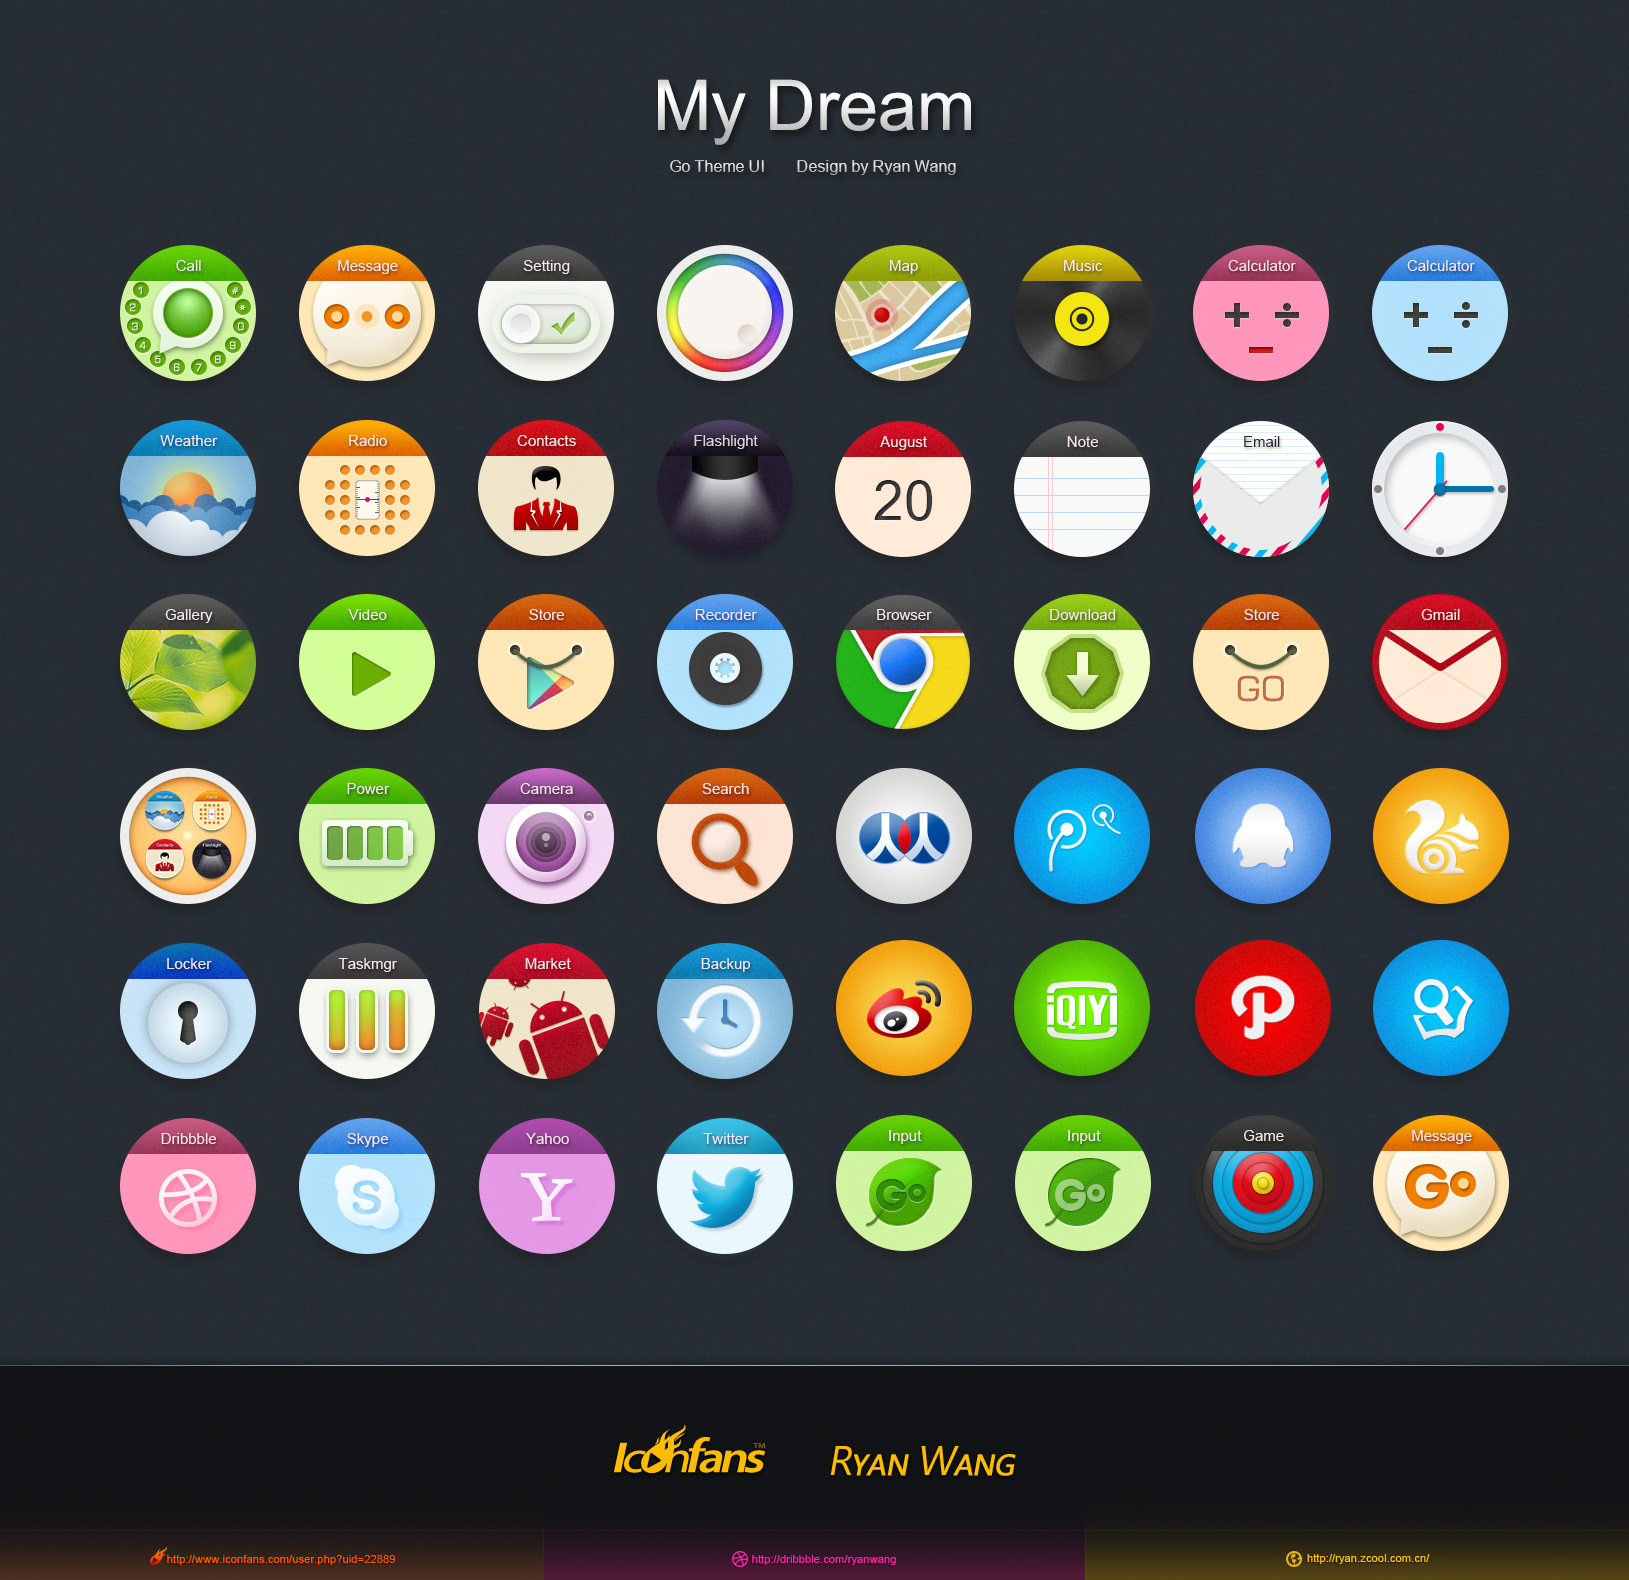 My Dream
Go Theme UI Design by Ryan Wang
Call Message Setting Map Music Calculator Calculator
1 2 3 4 5 6 7 8 9 0 * #
Weather Radio Contacts Flashlight August Note Email
20
Gallery Video Store Recorder Browser Download Store Gmail
GO
Power Camera Search
Weather Radio
Contacts Flashlight
Locker Taskmgr Market Backup
iQIYI
Dribbble Skype Yahoo Twitter Input Input Game Message
S Y Go Go Go
Iconfans™ RYAN WANG
http://www.iconfans.com/user.php?uid=22889 http://dribbble.com/ryanwang http://ryan.zcool.com.cn/